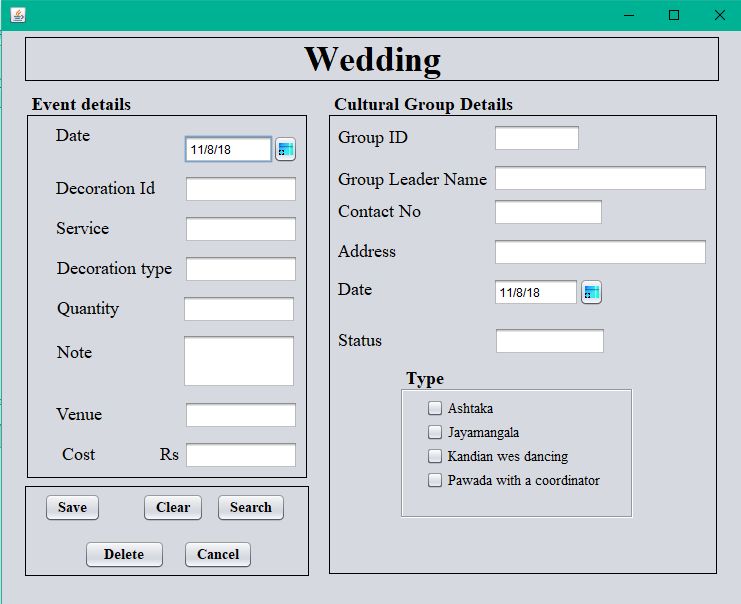 Wedding
Event details
Date
11/8/18
Decoration Id
Service
Decoration type
Quantity
Note
Venue
Cost Rs
Save Clear Search
Delete Cancel
Cultural Group Details
Group ID
Group Leader Name
Contact No
Address
Date
11/8/18
Status
Type
Ashtaka
Jayamangala
Kandian wes dancing
Pawada with a coordinator